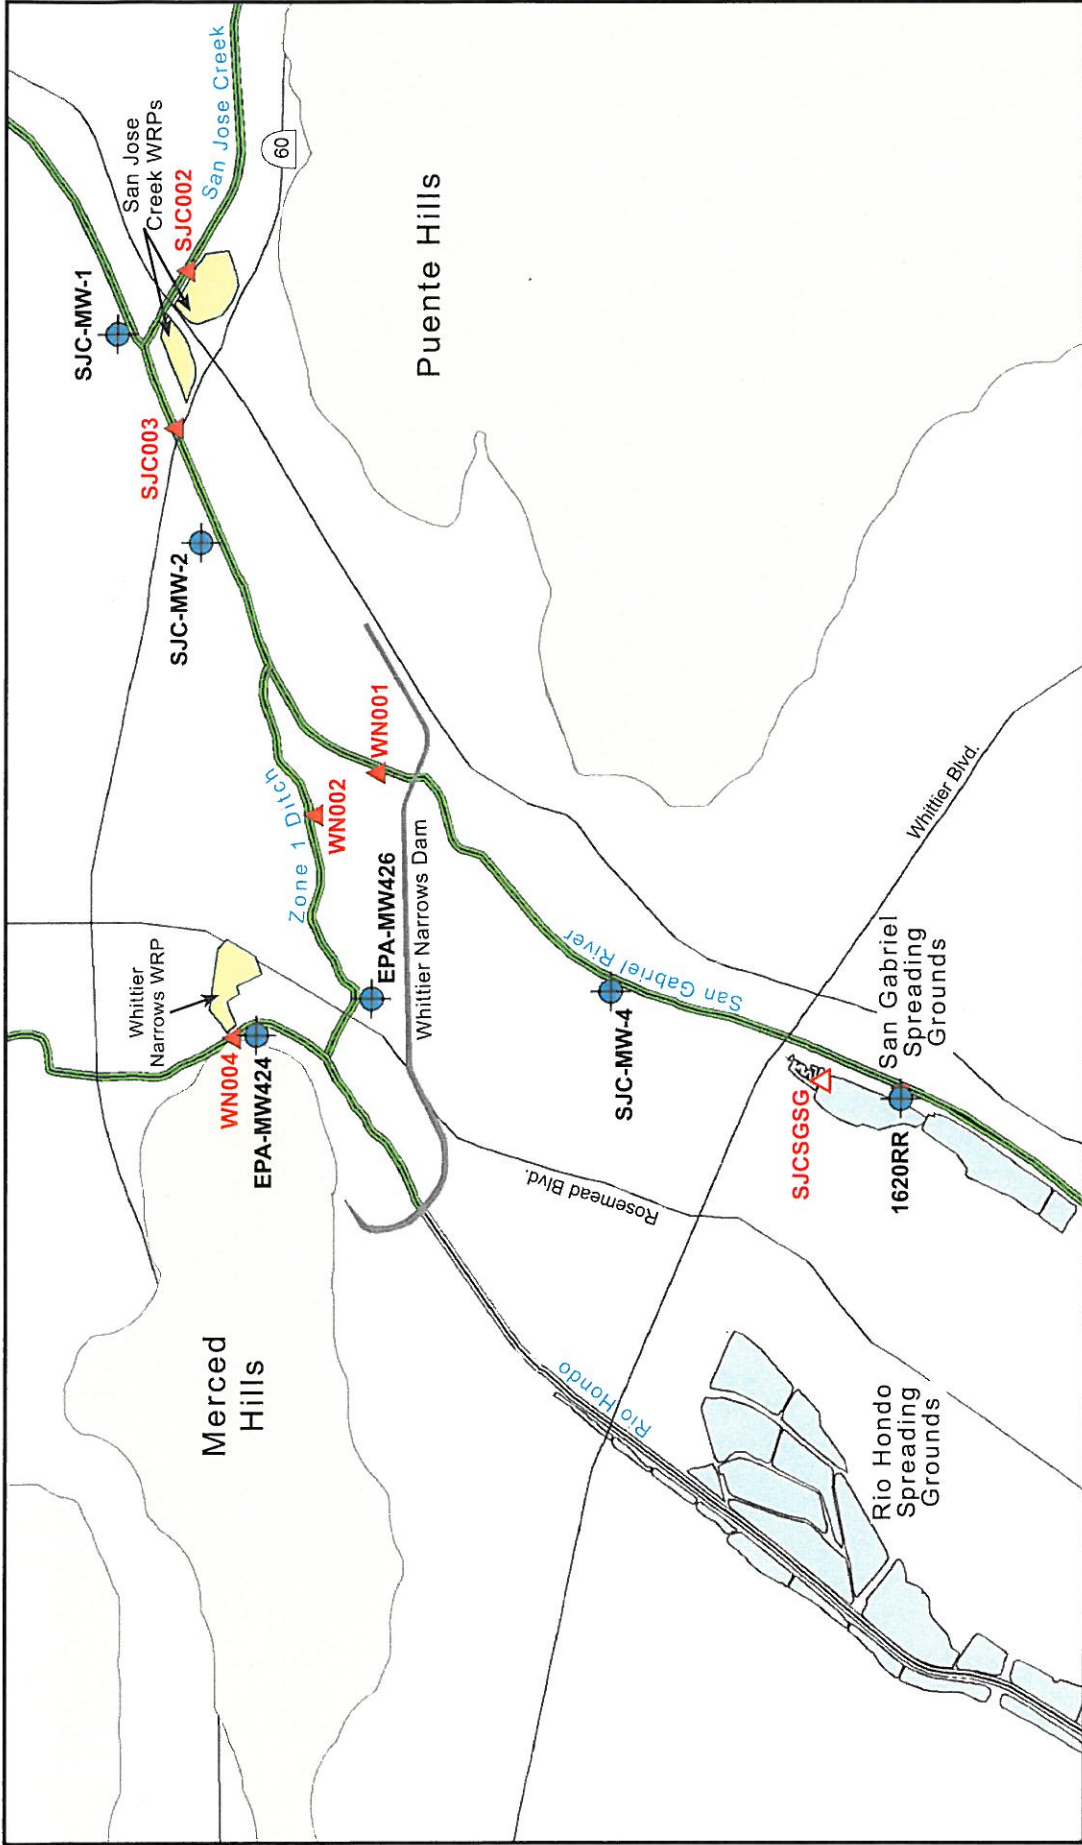 SJC-MW-1
San Jose
Creek WRPs
SJC002
San Jose Creek
60
SJC003
SJC-MW-2
Puente Hills
Zone 1 Ditch
WN002
WN001
Whittier
Narrows WRP
WN004
EPA-MW424
EPA-MW426
Whittier Narrows Dam
San Gabriel River
SJC-MW-4
Whittier Blvd.
San Gabriel
Spreading
Grounds
SJCSGSG
1620RR
Rosemead Blvd.
Merced
Hills
Rio Hondo
Rio Hondo
Spreading
Grounds